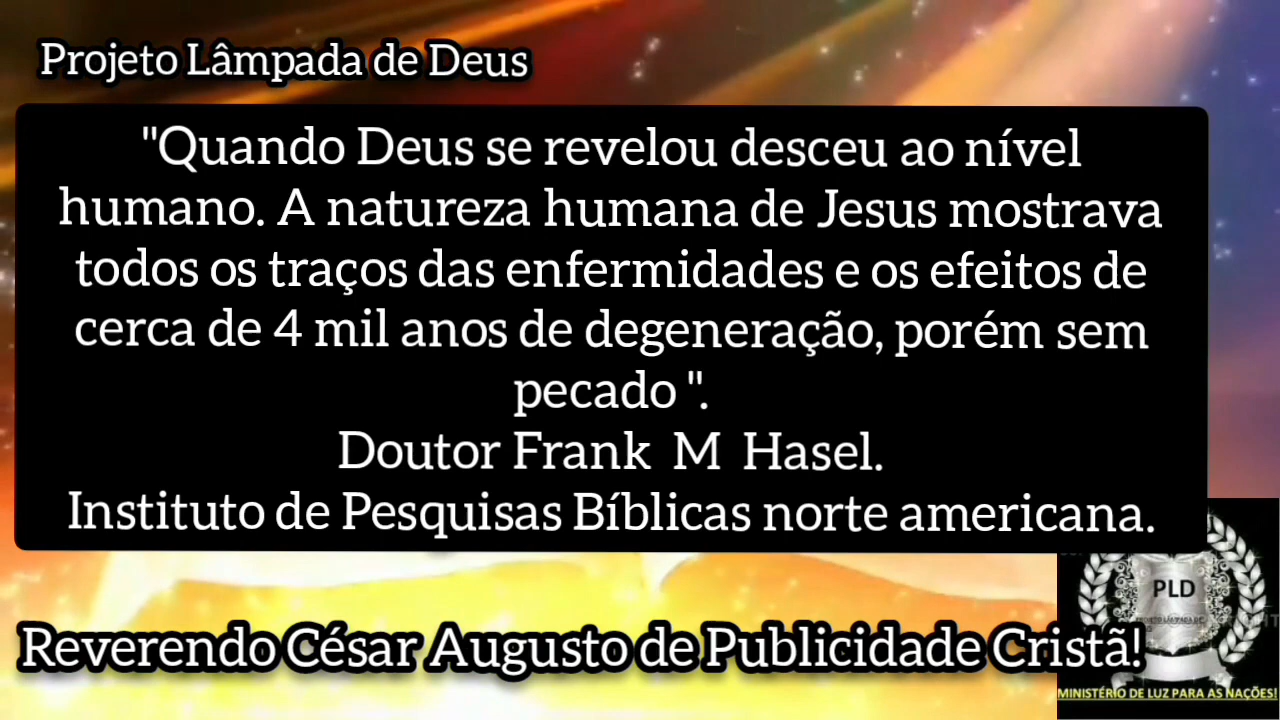 Projeto Lâmpada de Deus
"Quando Deus se revelou desceu ao nível
humano. A natureza humana de Jesus mostrava
todos os traços das enfermidades e os efeitos de
cerca de 4 mil anos de degeneração, porém sem
pecado ".
Doutor Frank M Hasel.
Instituto de Pesquisas Bíblicas norte americana.
PLD
Reverendo César Augusto de Publicidade Cristã!
MINISTÉRIO DE LUZ PARA AS NAÇÕES!